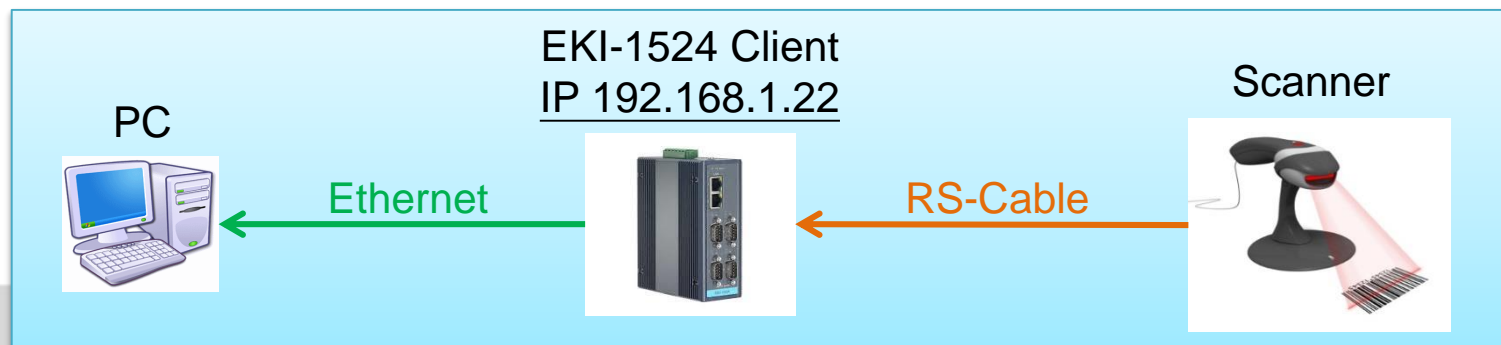 EKI-1524 Client
IP 192.168.1.22
Scanner
PC
Ethernet
RS-Cable